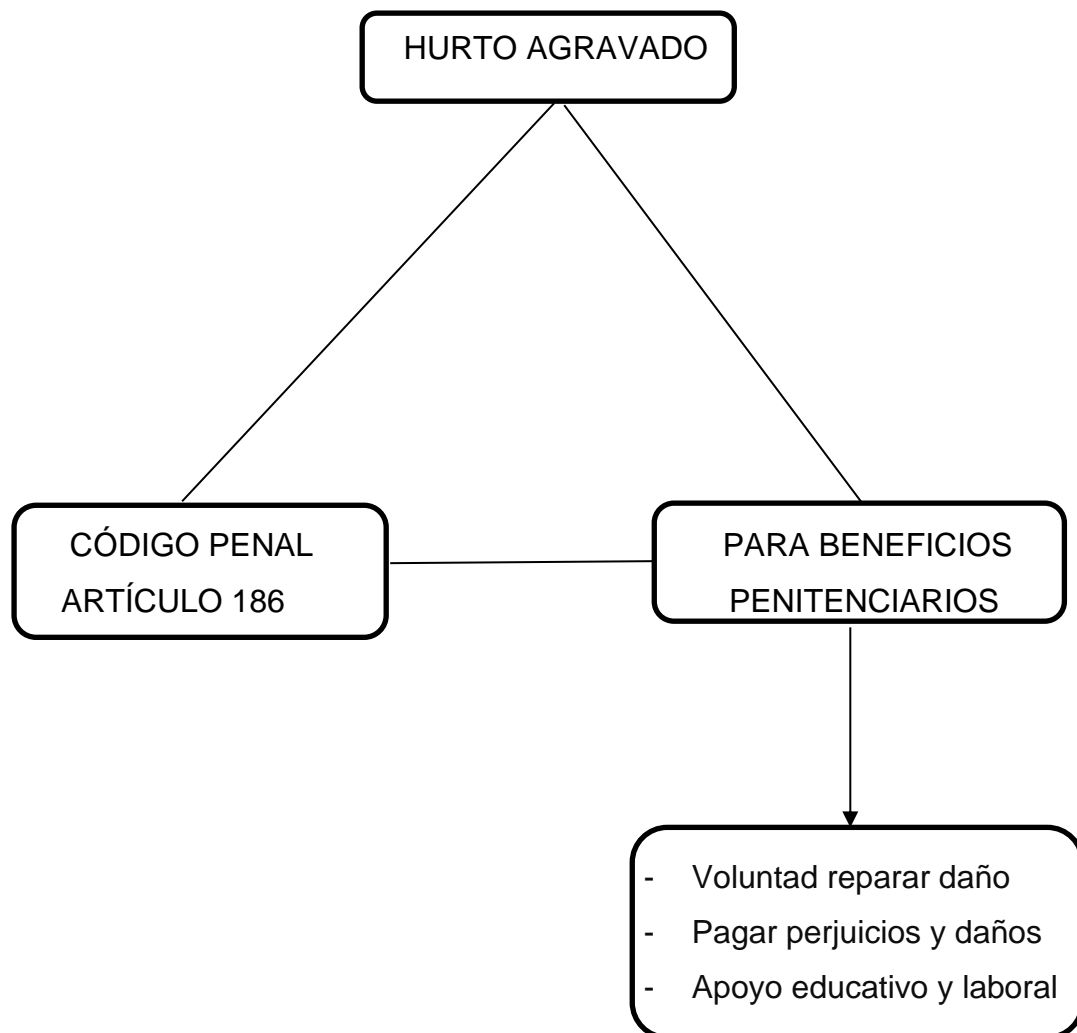 HURTO AGRAVADO
CÓDIGO PENAL
ARTÍCULO 186
PARA BENEFICIOS
PENITENCIARIOS
- Voluntad reparar daño
- Pagar perjuicios y daños
- Apoyo educativo y laboral